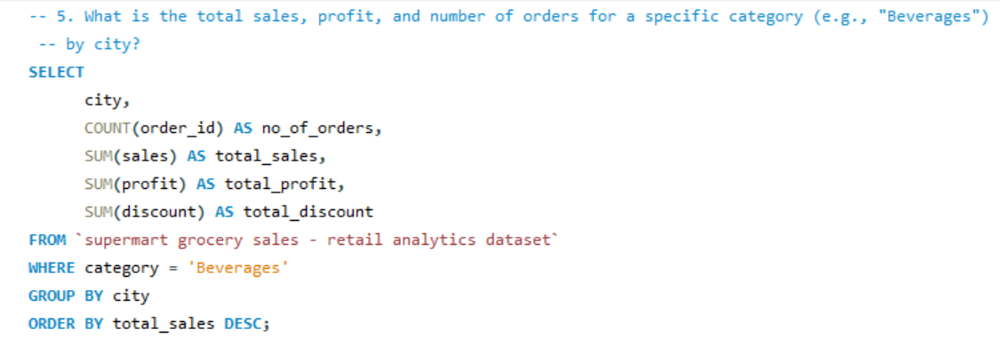 -- 5. What is the total sales, profit, and number of orders for a specific category (e.g., "Beverages")
-- by city?
SELECT
city,
COUNT(order_id) AS no_of_orders,
SUM(sales) AS total_sales,
SUM(profit) AS total_profit,
SUM(discount) AS total_discount
FROM `supermart grocery sales - retail analytics dataset`
WHERE category = 'Beverages'
GROUP BY city
ORDER BY total_sales DESC;